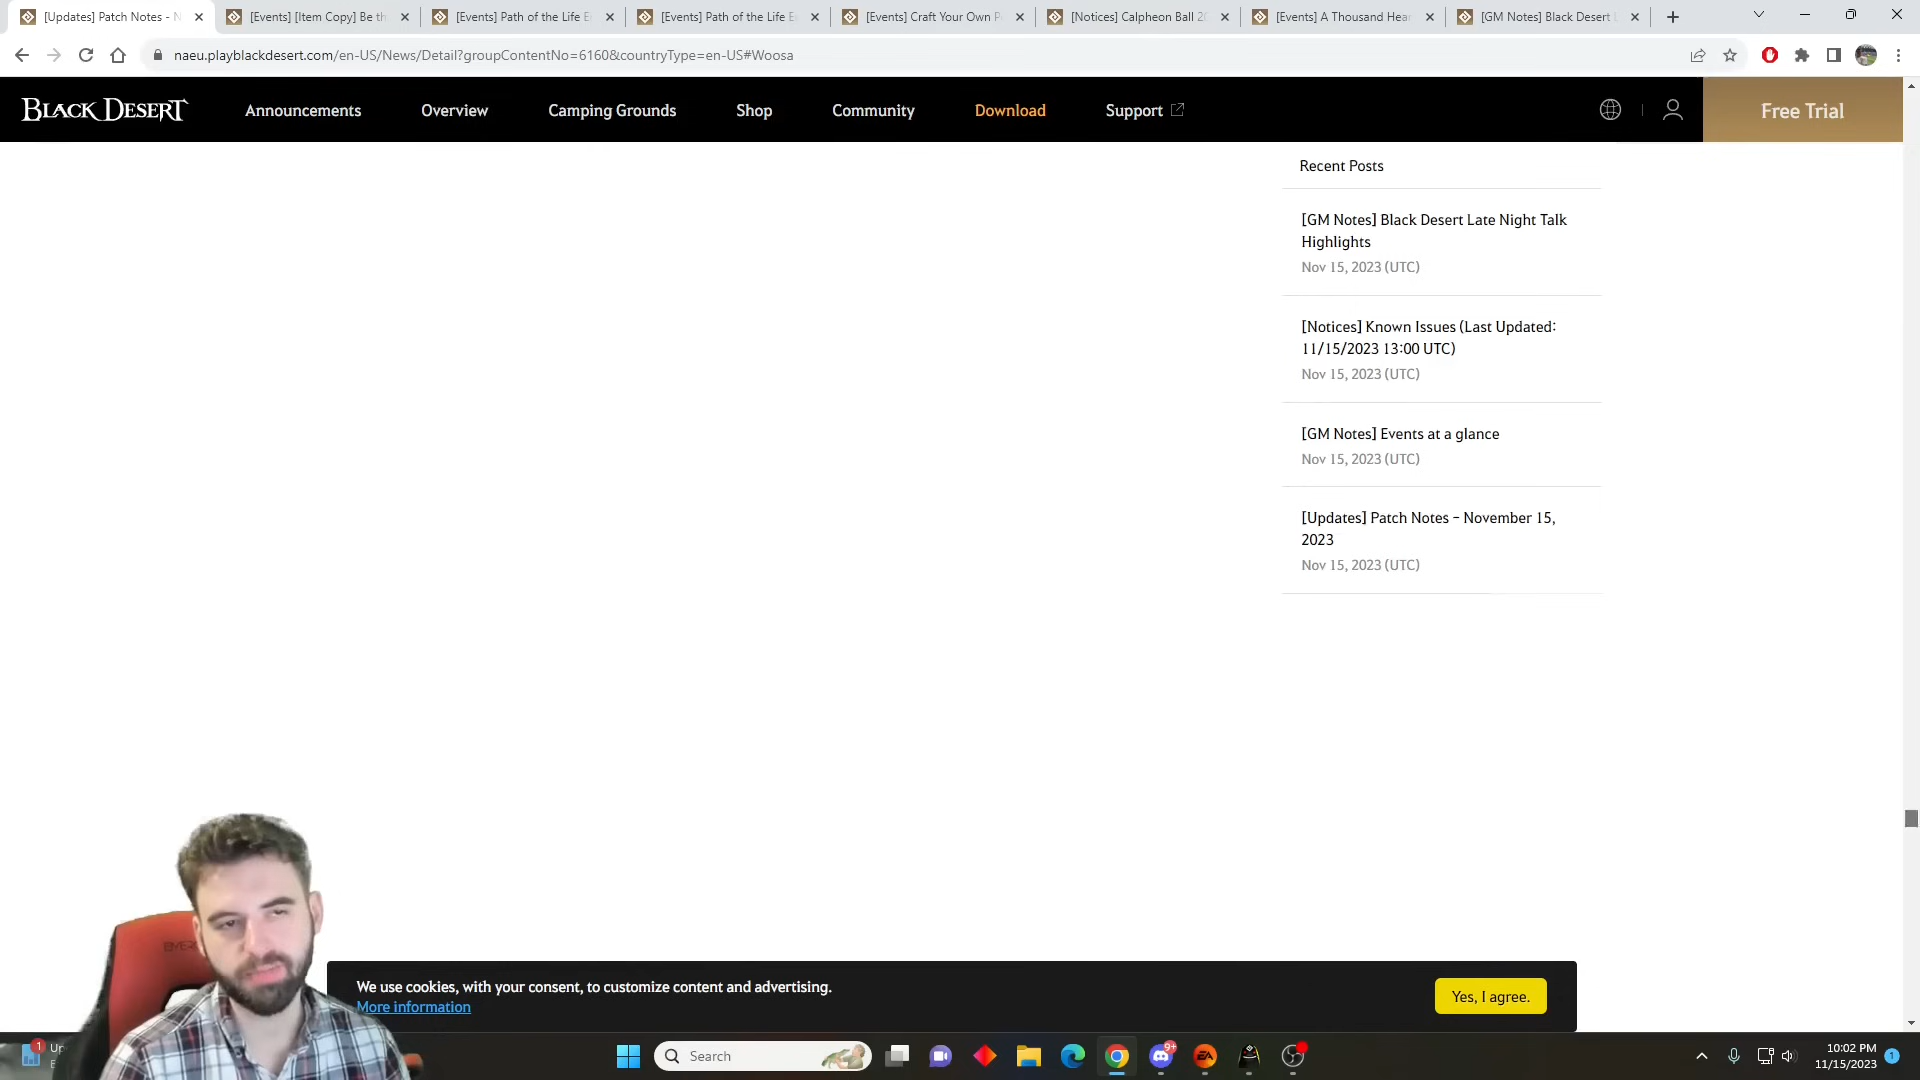 [Updates] Patch Notes - N
[Events] [Item Copy] Be th
[Events] Path of the Life E
[Events] Path of the Life E
[Events] Craft Your Own P
[Notices] Calpheon Ball 20
[Events] A Thousand Hear
[GM Notes] Black Desert L
naeu.playblackdesert.com/en-US/News/Detail?groupContentNo=6160&countryType=en-US#Woosa
BLACK DESERT
Announcements
Overview
Camping Grounds
Shop
Community
Download
Support
Free Trial
Recent Posts
[GM Notes] Black Desert Late Night Talk
Highlights
Nov 15, 2023 (UTC)
[Notices] Known Issues (Last Updated:
11/15/2023 13:00 UTC)
Nov 15, 2023 (UTC)
[GM Notes] Events at a glance
Nov 15, 2023 (UTC)
[Updates] Patch Notes - November 15,
2023
Nov 15, 2023 (UTC)
We use cookies, with your consent, to customize content and advertising.
More information
Yes, I agree.
1
Search
9+
EA
10:02 PM
11/15/2023
1